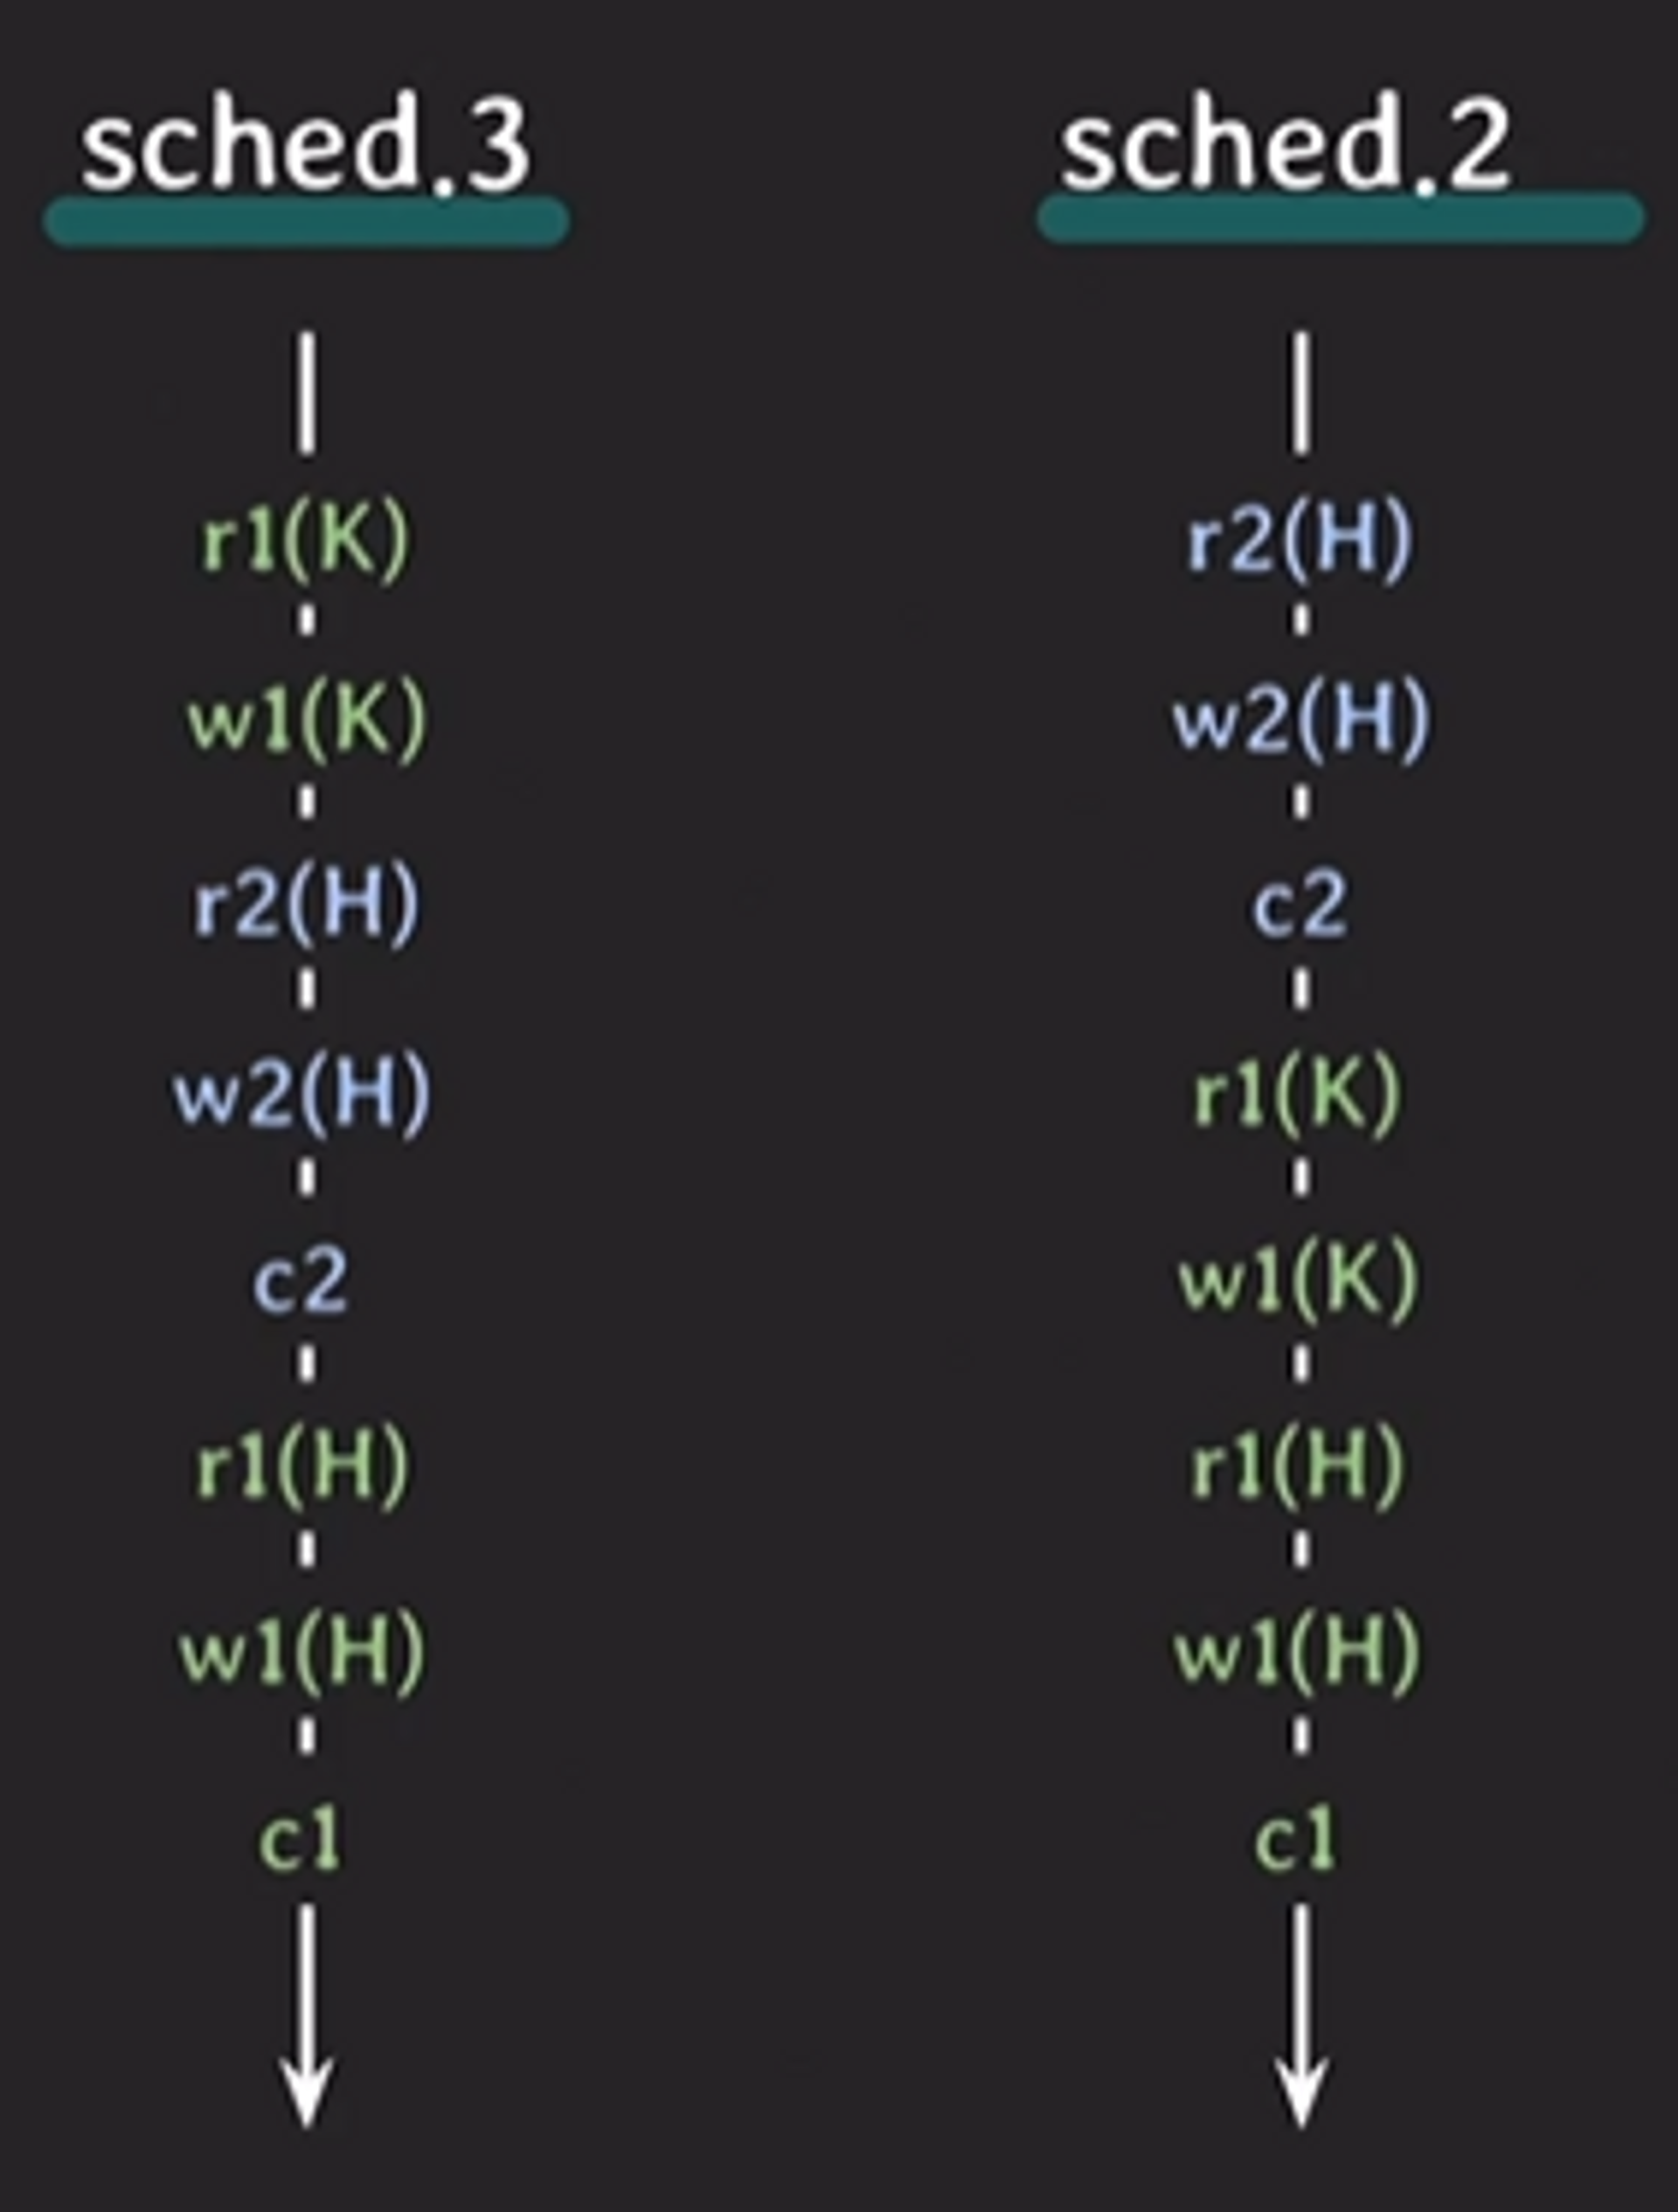 sched.3
r1(K)
w1(K)
r2(H)
w2(H)
c2
r1(H)
w1(H)
c1
sched.2
r2(H)
w2(H)
c2
r1(K)
w1(K)
r1(H)
w1(H)
c1